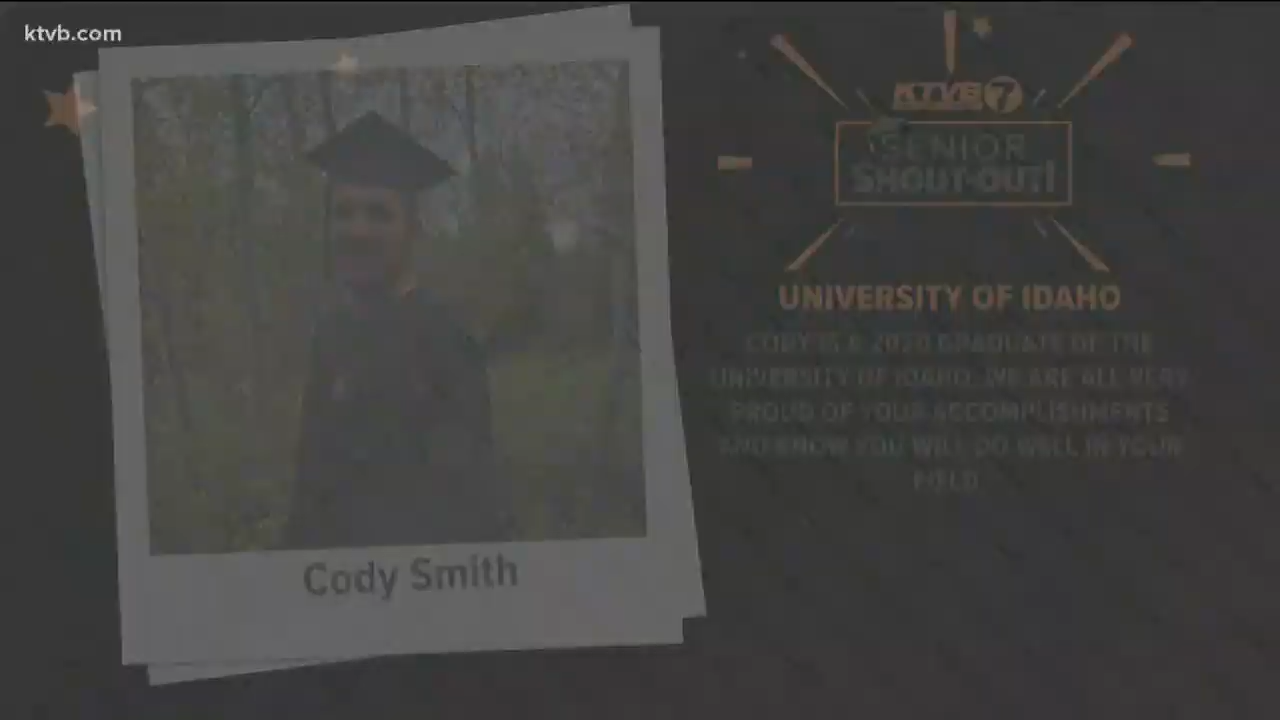 ktvb.com
KTVB 7
SENIOR
SHOUT-OUT!
UNIVERSITY OF IDAHO
CODY IS A 2020 GRADUATE OF THE
UNIVERSITY OF IDAHO. WE ARE ALL VERY
PROUD OF YOUR ACCOMPLISHMENTS
AND KNOW YOU WILL DO WELL IN YOUR
FIELD
Cody Smith